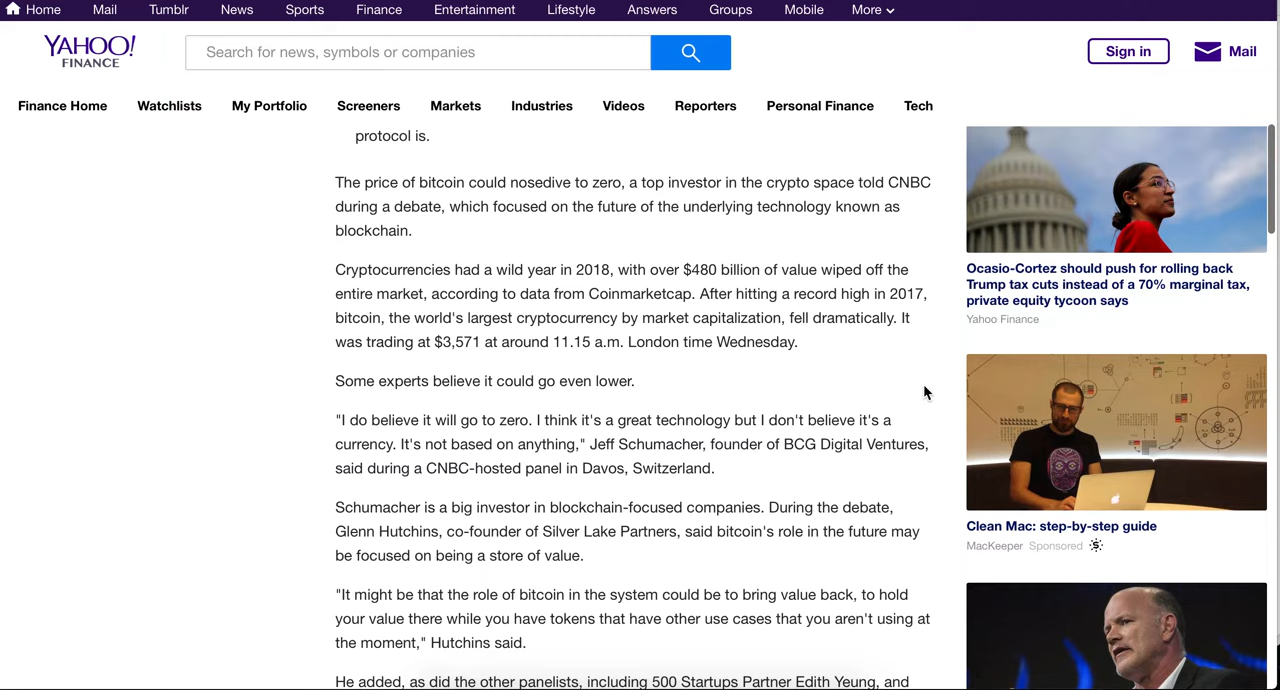 Home Mail Tumblr News Sports Finance Entertainment Lifestyle Answers Groups Mobile More
YAHOO!
FINANCE
Search for news, symbols or companies
Sign in
Mail
Finance Home Watchlists My Portfolio Screeners Markets Industries Videos Reporters Personal Finance Tech
protocol is.
The price of bitcoin could nosedive to zero, a top investor in the crypto space told CNBC
during a debate, which focused on the future of the underlying technology known as
blockchain.
Cryptocurrencies had a wild year in 2018, with over $480 billion of value wiped off the
entire market, according to data from Coinmarketcap. After hitting a record high in 2017,
bitcoin, the world's largest cryptocurrency by market capitalization, fell dramatically. It
was trading at $3,571 at around 11.15 a.m. London time Wednesday.
Some experts believe it could go even lower.
"I do believe it will go to zero. I think it's a great technology but I don't believe it's a
currency. It's not based on anything," Jeff Schumacher, founder of BCG Digital Ventures,
said during a CNBC-hosted panel in Davos, Switzerland.
Schumacher is a big investor in blockchain-focused companies. During the debate,
Glenn Hutchins, co-founder of Silver Lake Partners, said bitcoin's role in the future may
be focused on being a store of value.
"It might be that the role of bitcoin in the system could be to bring value back, to hold
your value there while you have tokens that have other use cases that you aren't using at
the moment," Hutchins said.
He added, as did the other panelists, including 500 Startups Partner Edith Yeung, and
Ocasio-Cortez should push for rolling back
Trump tax cuts instead of a 70% marginal tax,
private equity tycoon says
Yahoo Finance
Clean Mac: step-by-step guide
MacKeeper Sponsored